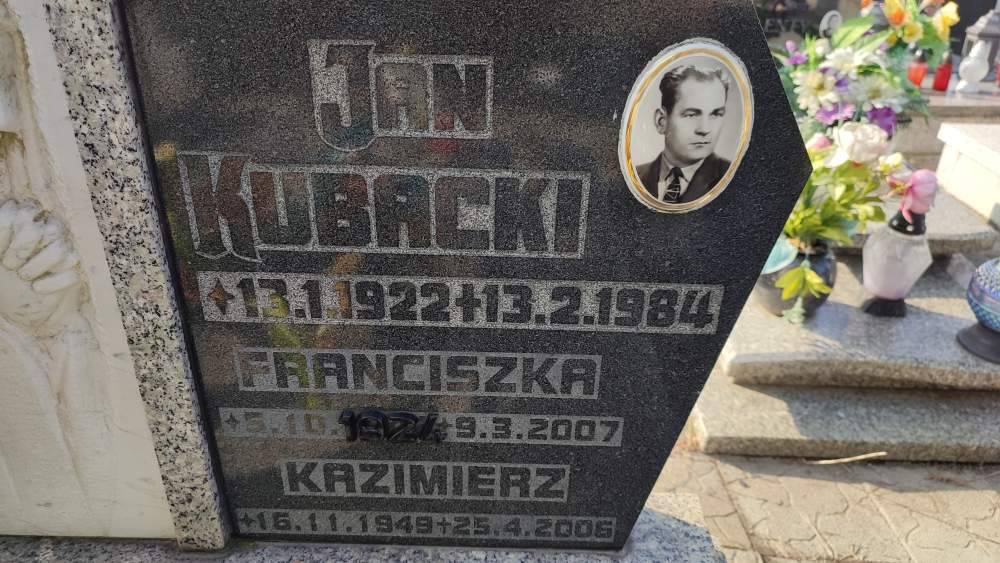 JAN
KUBACKI
✦13.1.1922 ✝13.2.1984
FRANCISZKA
✦5.10.1924 ✝9.3.2007
KAZIMIERZ
✦16.11.1949 ✝25.4.2006